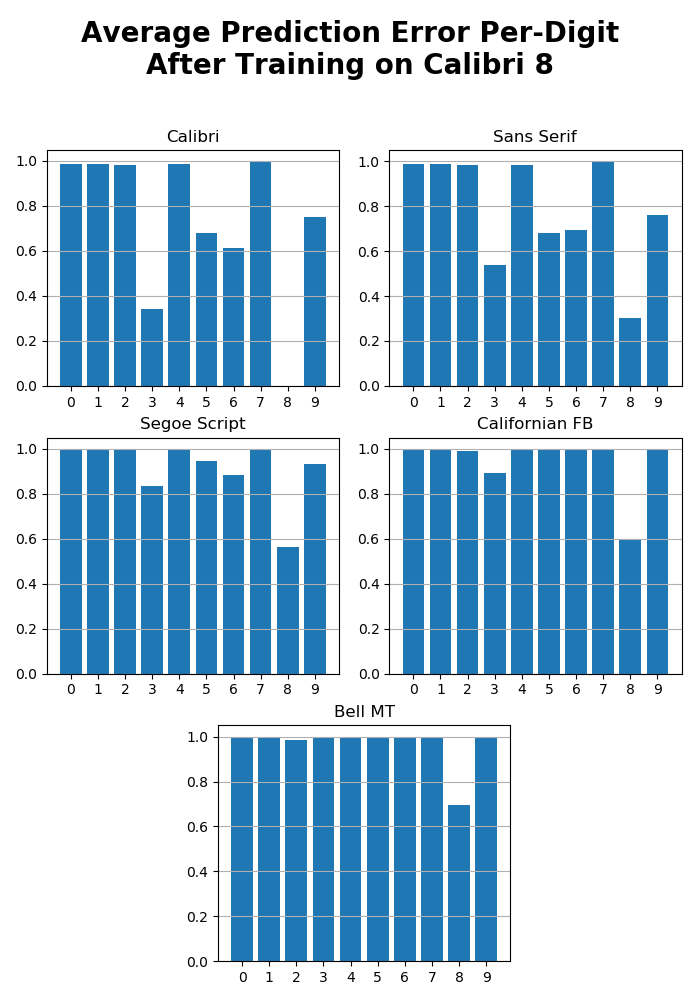 Average Prediction Error Per-Digit
After Training on Calibri 8
Calibri
1.0
0.8
0.6
0.4
0.2
0.0
0 1 2 3 4 5 6 7 8 9
Sans Serif
1.0
0.8
0.6
0.4
0.2
0.0
0 1 2 3 4 5 6 7 8 9
Segoe Script
1.0
0.8
0.6
0.4
0.2
0.0
0 1 2 3 4 5 6 7 8 9
Californian FB
1.0
0.8
0.6
0.4
0.2
0.0
0 1 2 3 4 5 6 7 8 9
Bell MT
1.0
0.8
0.6
0.4
0.2
0.0
0 1 2 3 4 5 6 7 8 9